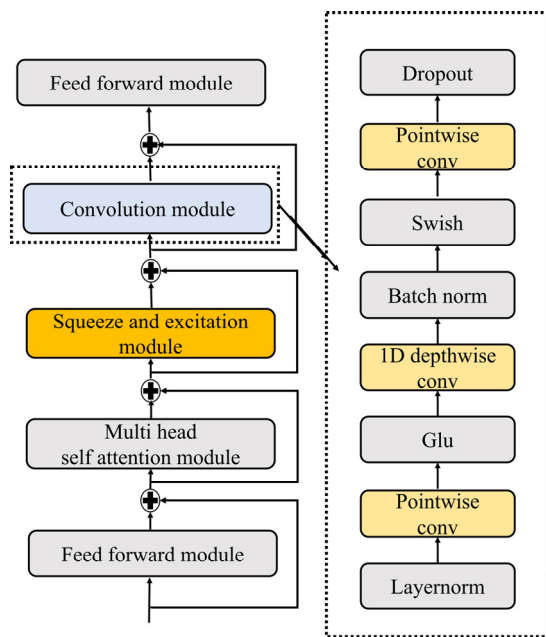 Feed forward module
Convolution module
Squeeze and excitation
module
Multi head
self attention module
Feed forward module
Dropout
Pointwise
conv
Swish
Batch norm
1D depthwise
conv
Glu
Pointwise
conv
Layernorm